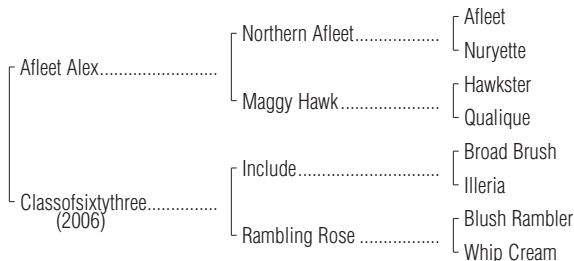 Afleet
Northern Afleet..................
Nuryette
Afleet Alex.........................
Hawkster
Maggy Hawk.....................
Qualique
Broad Brush
Include..............................
Illeria
Classofsixtythree...............
(2006)
Blush Rambler
Rambling Rose .................
Whip Cream